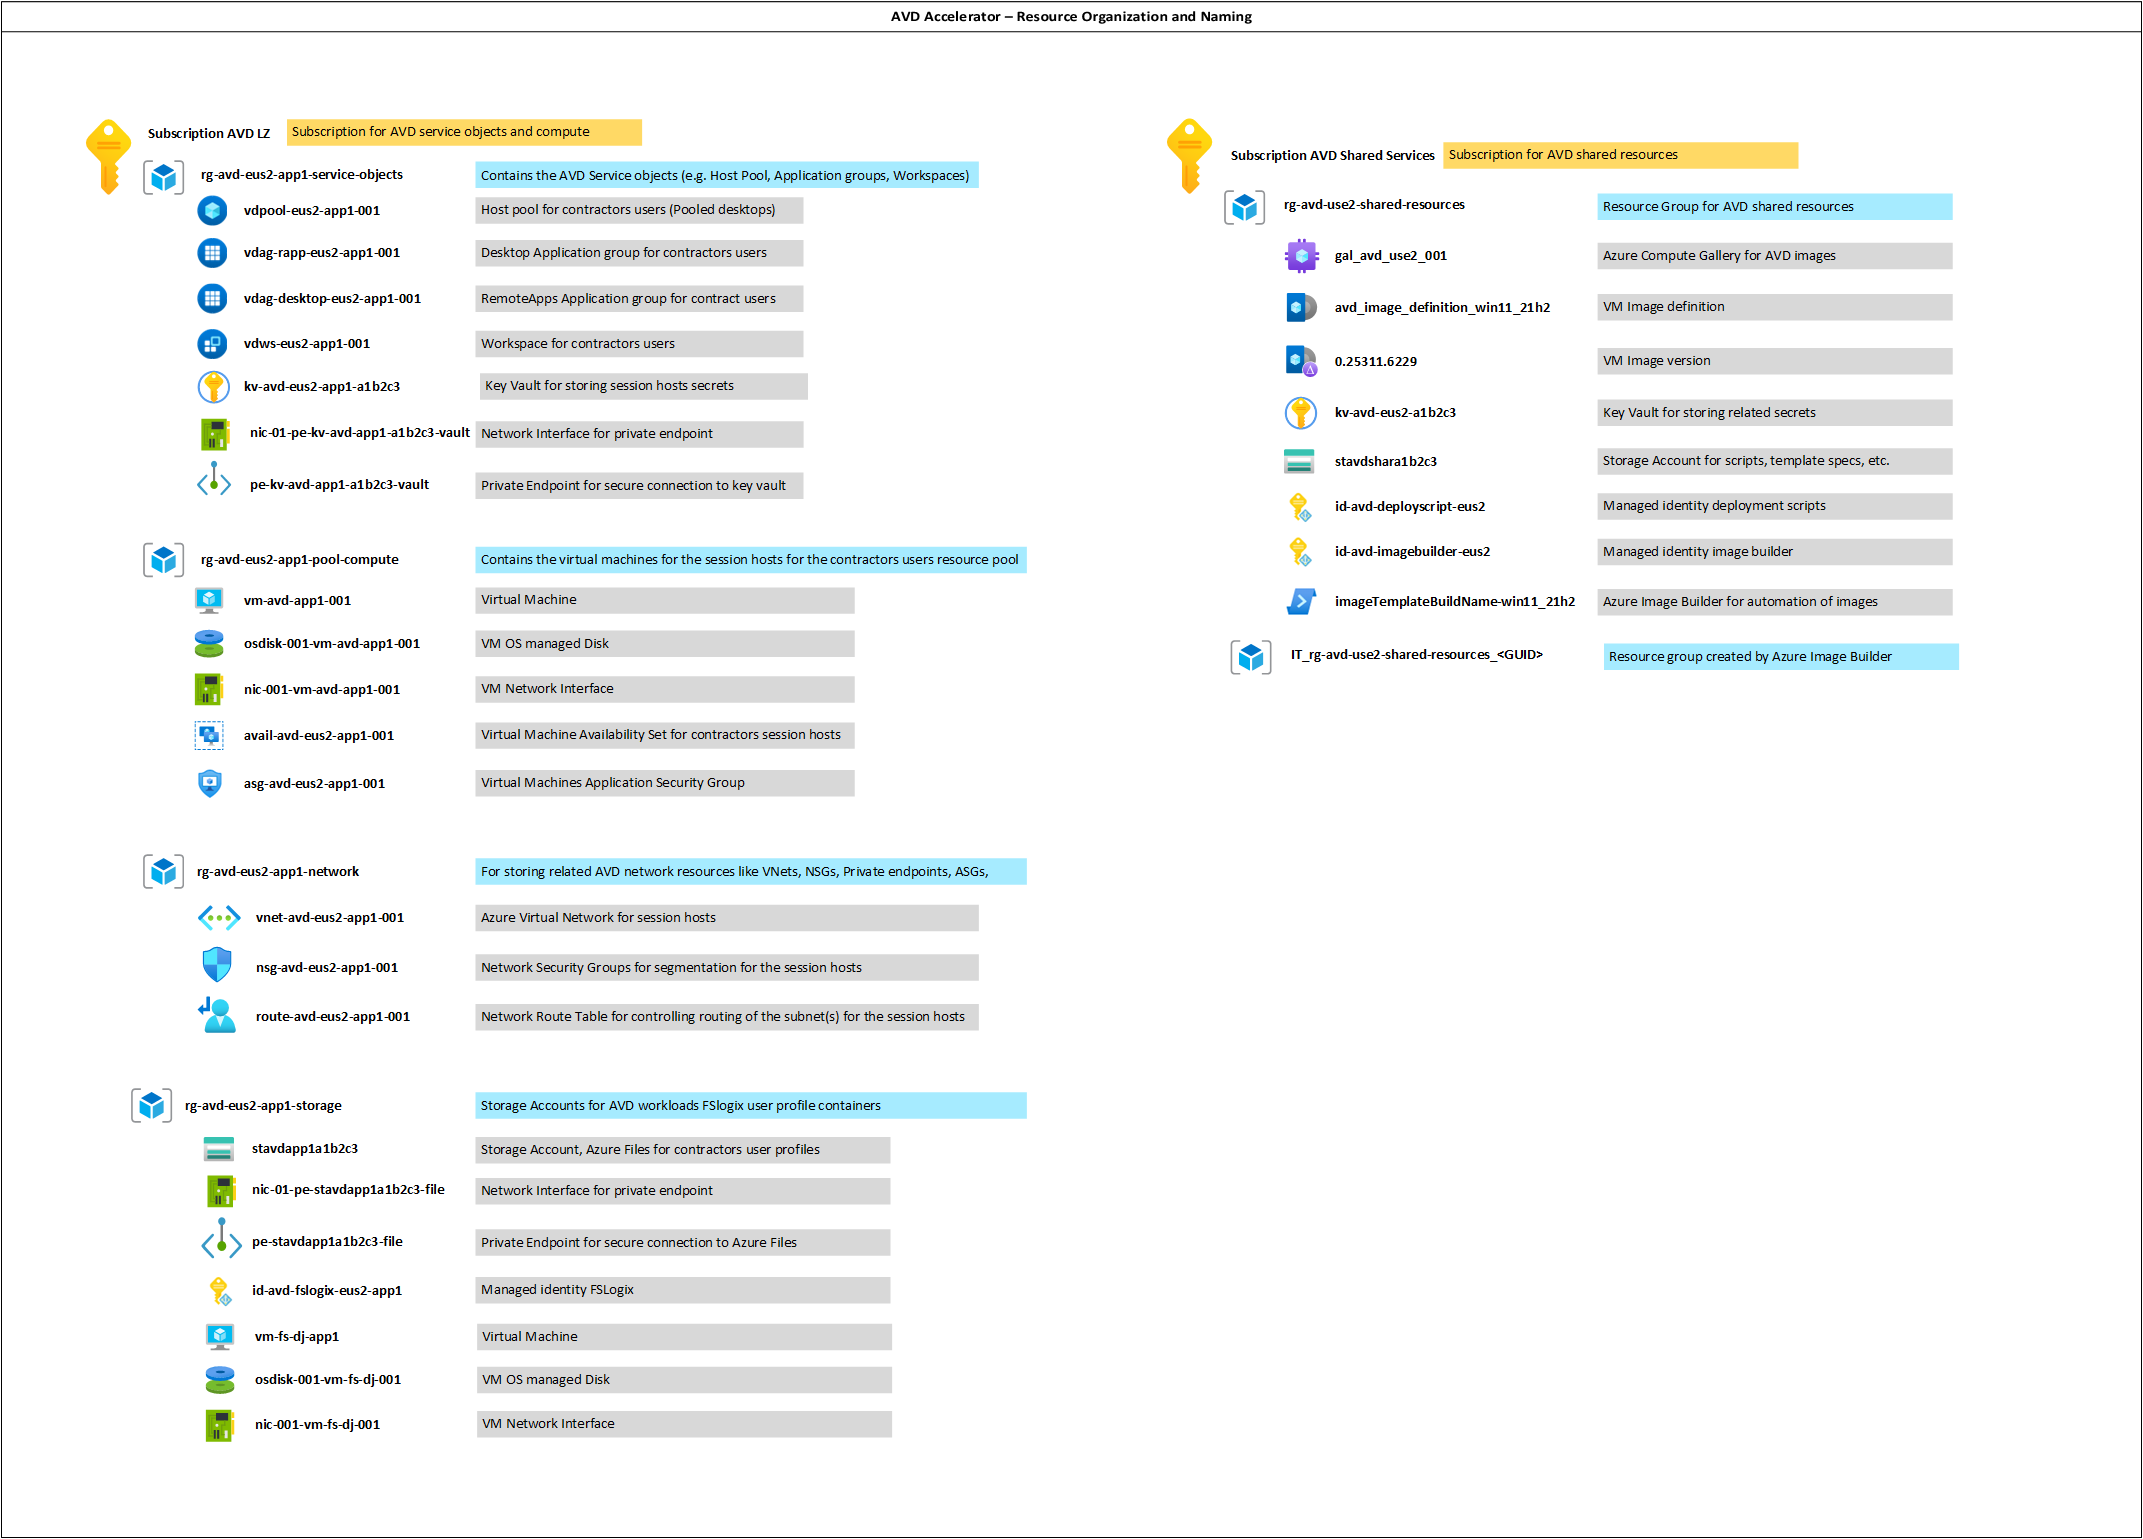 AVD Accelerator – Resource Organization and Naming
Subscription AVD LZ
Subscription for AVD service objects and compute
rg-avd-eus2-app1-service-objects
Contains the AVD Service objects (e.g. Host Pool, Application groups, Workspaces)
vdpool-eus2-app1-001
Host pool for contractors users (Pooled desktops)
vdag-rapp-eus2-app1-001
Desktop Application group for contractors users
vdag-desktop-eus2-app1-001
RemoteApps Application group for contract users
vdws-eus2-app1-001
Workspace for contractors users
kv-avd-eus2-app1-a1b2c3
Key Vault for storing session hosts secrets
nic-01-pe-kv-avd-app1-a1b2c3-vault
Network Interface for private endpoint
pe-kv-avd-app1-a1b2c3-vault
Private Endpoint for secure connection to key vault
rg-avd-eus2-app1-pool-compute
Contains the virtual machines for the session hosts for the contractors users resource pool
vm-avd-app1-001
Virtual Machine
osdisk-001-vm-avd-app1-001
VM OS managed Disk
nic-001-vm-avd-app1-001
VM Network Interface
avail-avd-eus2-app1-001
Virtual Machine Availability Set for contractors session hosts
asg-avd-eus2-app1-001
Virtual Machines Application Security Group
rg-avd-eus2-app1-network
For storing related AVD network resources like VNets, NSGs, Private endpoints, ASGs,
vnet-avd-eus2-app1-001
Azure Virtual Network for session hosts
nsg-avd-eus2-app1-001
Network Security Groups for segmentation for the session hosts
route-avd-eus2-app1-001
Network Route Table for controlling routing of the subnet(s) for the session hosts
rg-avd-eus2-app1-storage
Storage Accounts for AVD workloads FSlogix user profile containers
stavdapp1a1b2c3
Storage Account, Azure Files for contractors user profiles
nic-01-pe-stavdapp1a1b2c3-file
Network Interface for private endpoint
pe-stavdapp1a1b2c3-file
Private Endpoint for secure connection to Azure Files
id-avd-fslogix-eus2-app1
Managed identity FSLogix
vm-fs-dj-app1
Virtual Machine
osdisk-001-vm-fs-dj-001
VM OS managed Disk
nic-001-vm-fs-dj-001
VM Network Interface
Subscription AVD Shared Services
Subscription for AVD shared resources
rg-avd-use2-shared-resources
Resource Group for AVD shared resources
gal_avd_use2_001
Azure Compute Gallery for AVD images
avd_image_definition_win11_21h2
VM Image definition
0.25311.6229
VM Image version
kv-avd-eus2-a1b2c3
Key Vault for storing related secrets
stavdshara1b2c3
Storage Account for scripts, template specs, etc.
id-avd-deployscript-eus2
Managed identity deployment scripts
id-avd-imagebuilder-eus2
Managed identity image builder
imageTemplateBuildName-win11_21h2
Azure Image Builder for automation of images
IT_rg-avd-use2-shared-resources_<GUID>
Resource group created by Azure Image Builder